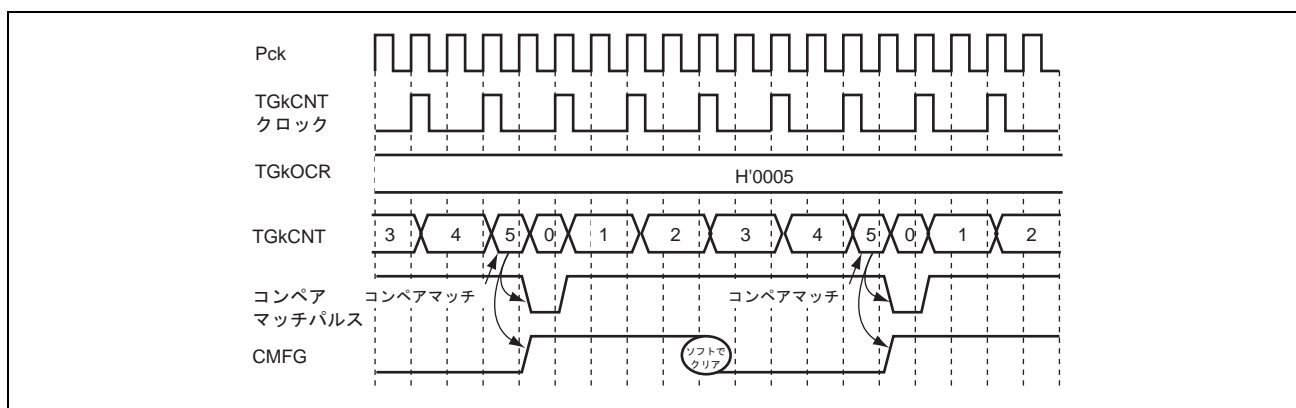 Pck
TGkCNT
クロック
TGkOCR
H'0005
TGkCNT
3 4 5 0 1 2 3 4 5 0 1 2
コンペア
マッチパルス
コンペアマッチ
コンペアマッチ
CMFG
ソフトで
クリア